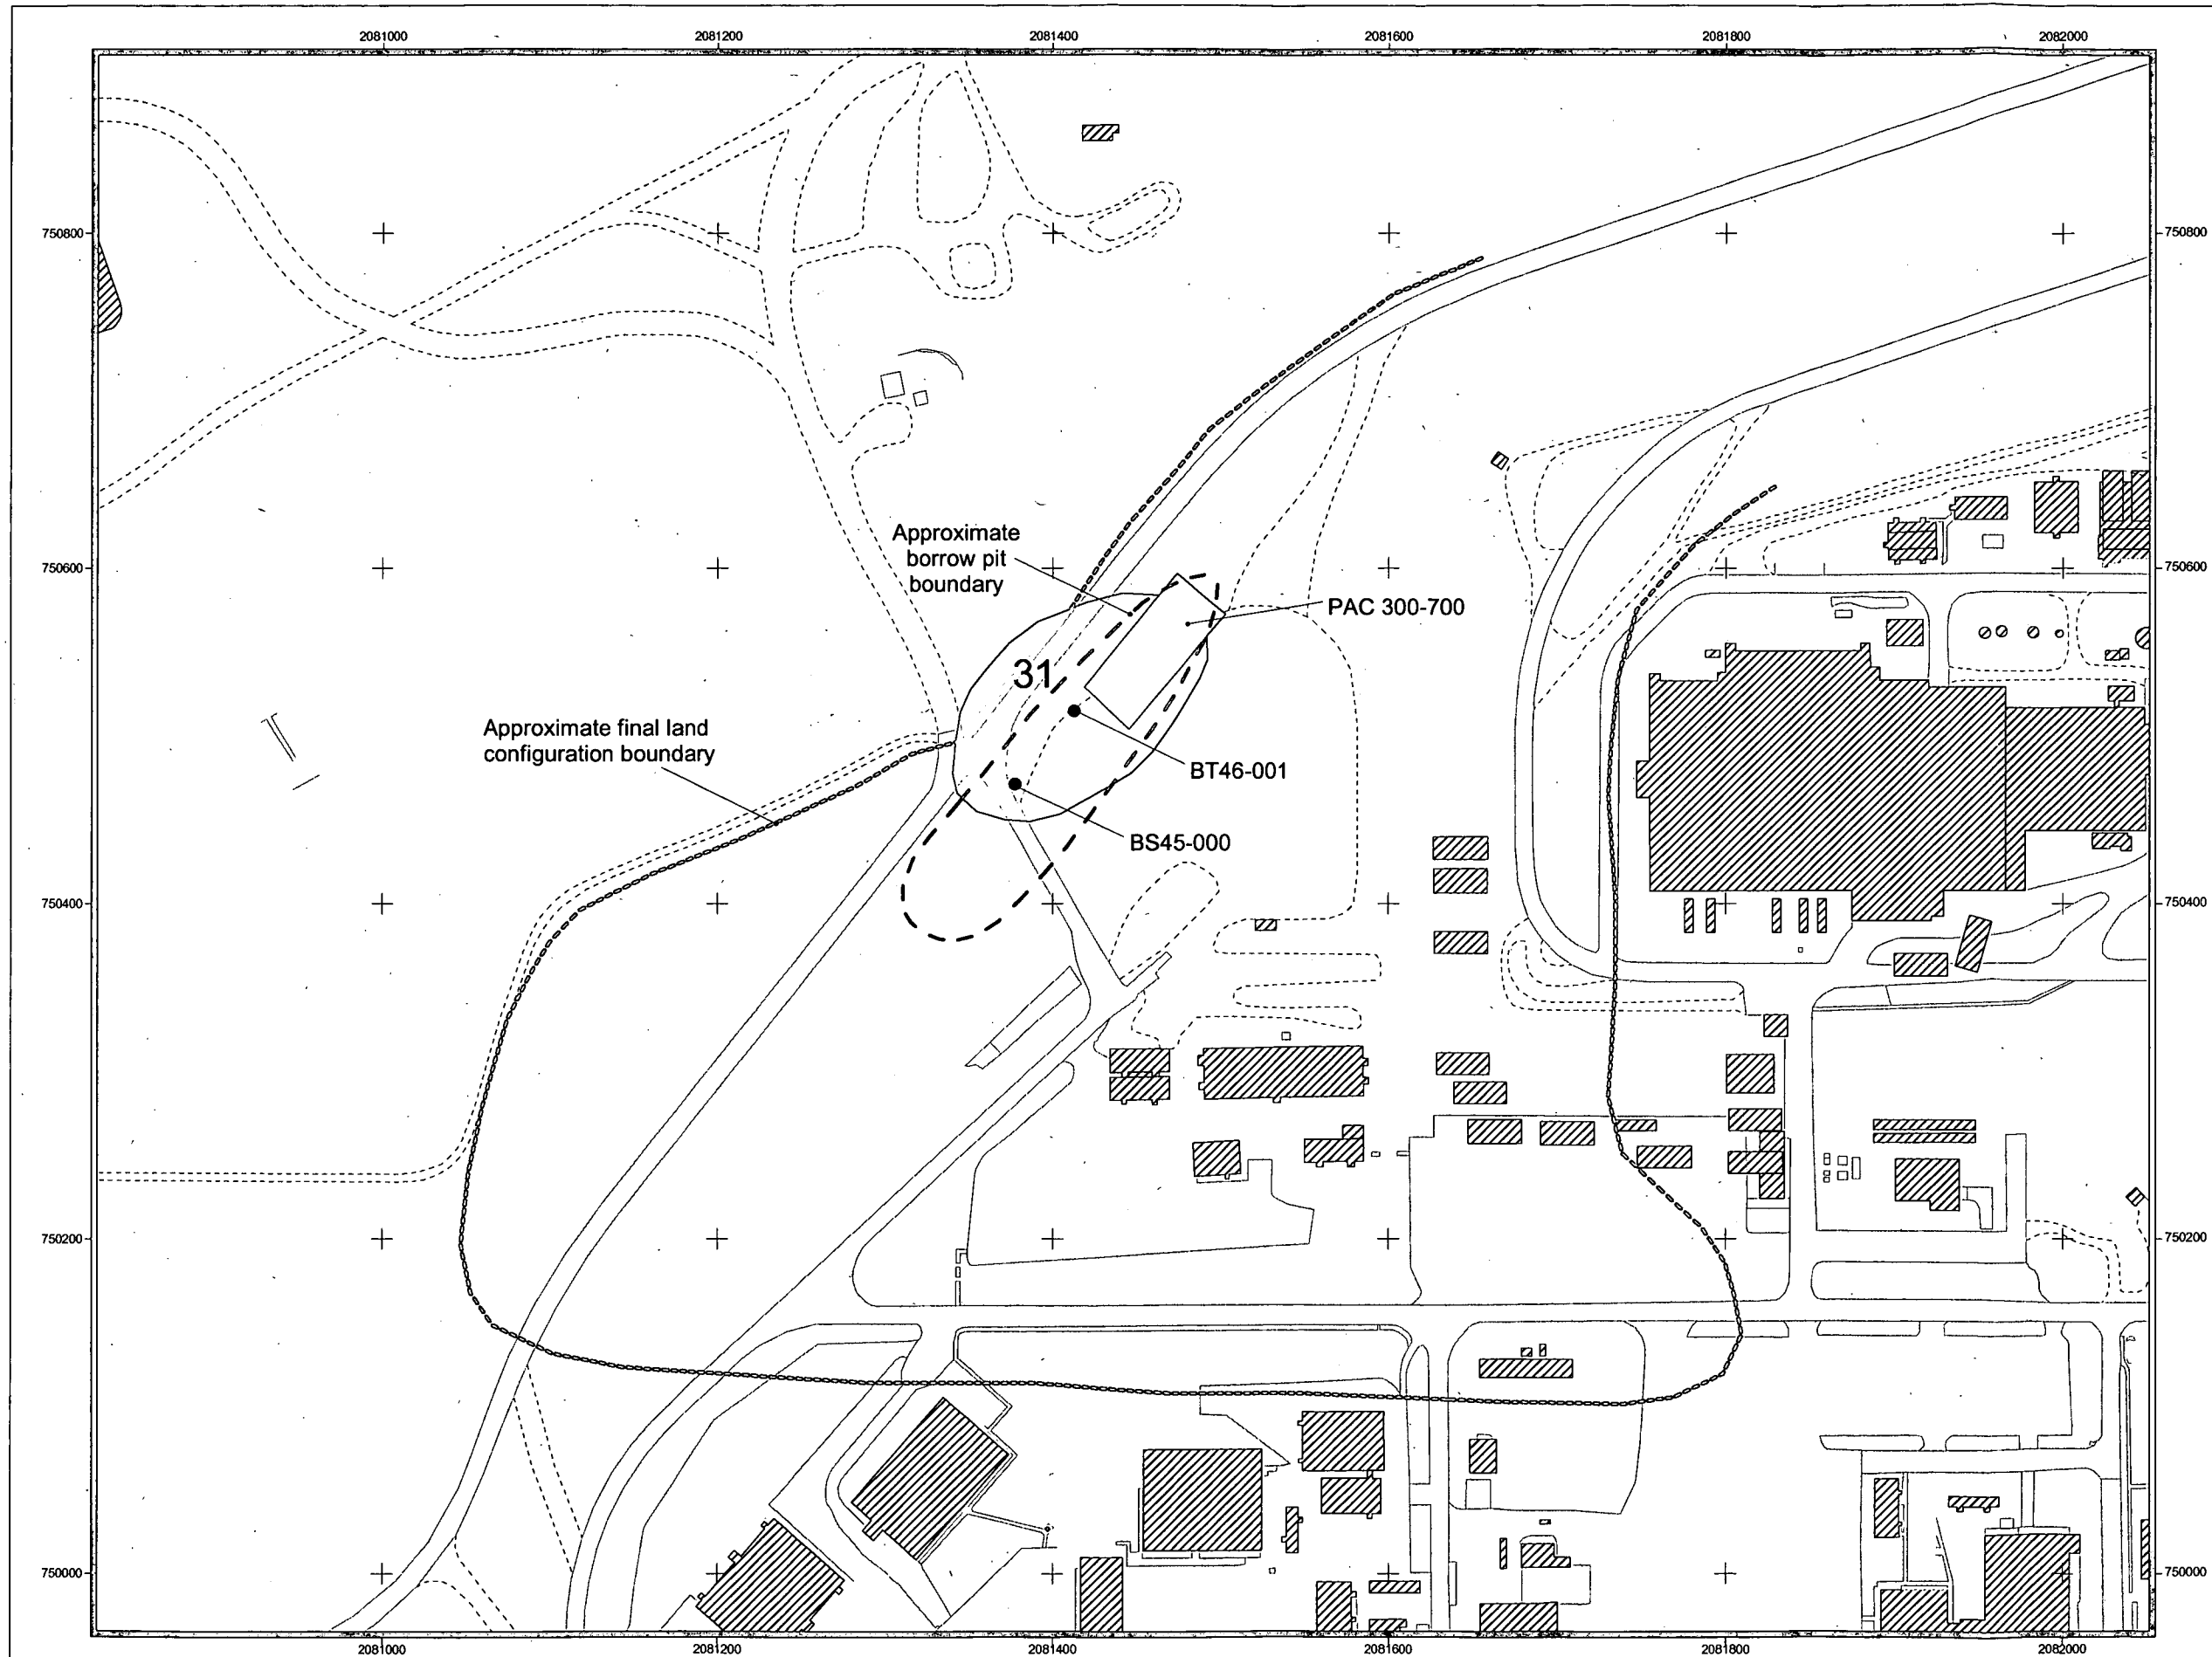 2081000 2081200 2081400 2081600 2081800 2082000
750800 750800
Approximate
borrow pit
boundary
750600 750600
PAC 300-700
31
Approximate final land
configuration boundary
BT46-001
BS45-000
750400 750400
750200 750200
750000 750000
2081000 2081200 2081400 2081600 2081800 2082000